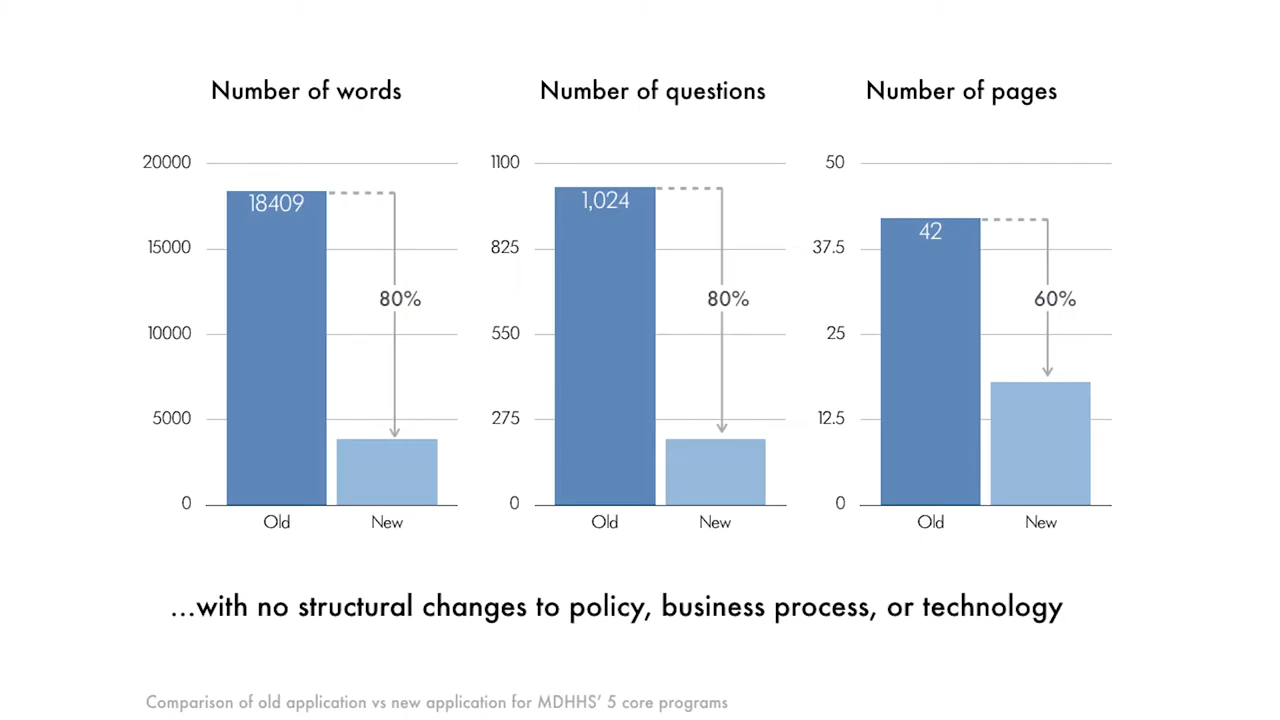 Number of words
20000
15000
10000
5000
0
18409
80%
Old
New
Number of questions
1100
825
550
275
0
1,024
80%
Old
New
Number of pages
50
37.5
25
12.5
0
42
60%
Old
New
...with no structural changes to policy, business process, or technology
Comparison of old application vs new application for MDHHS' 5 core programs